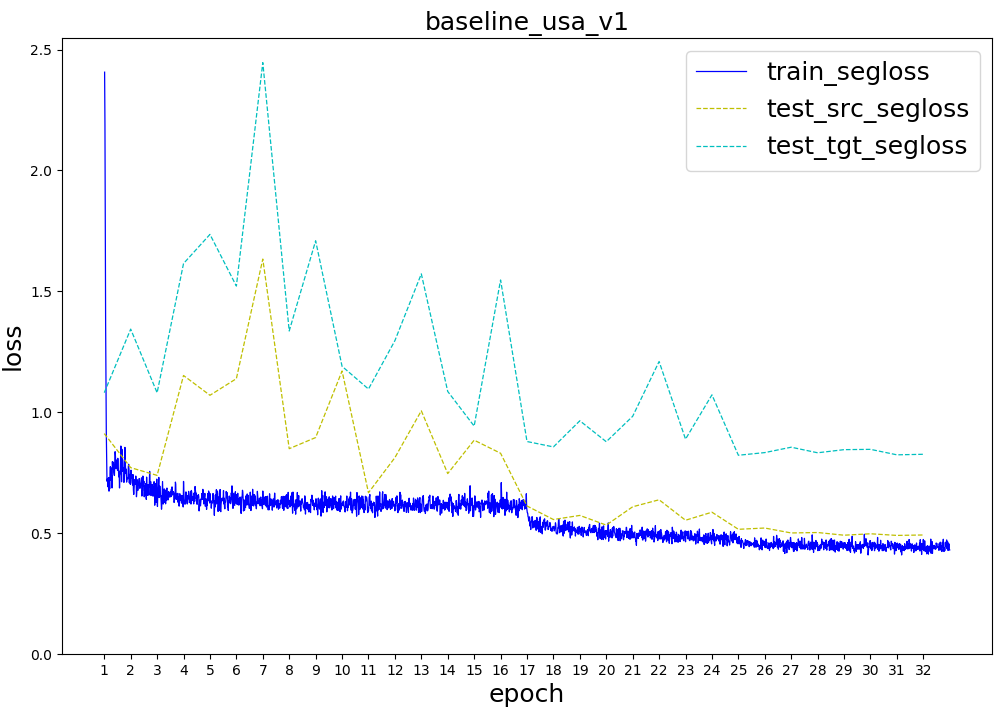 baseline_usa_v1
train_segloss
test_src_segloss
test_tgt_segloss
2.5
2.0
1.5
1.0
0.5
0.0
loss
1 2 3 4 5 6 7 8 9 10 11 12 13 14 15 16 17 18 19 20 21 22 23 24 25 26 27 28 29 30 31 32
epoch